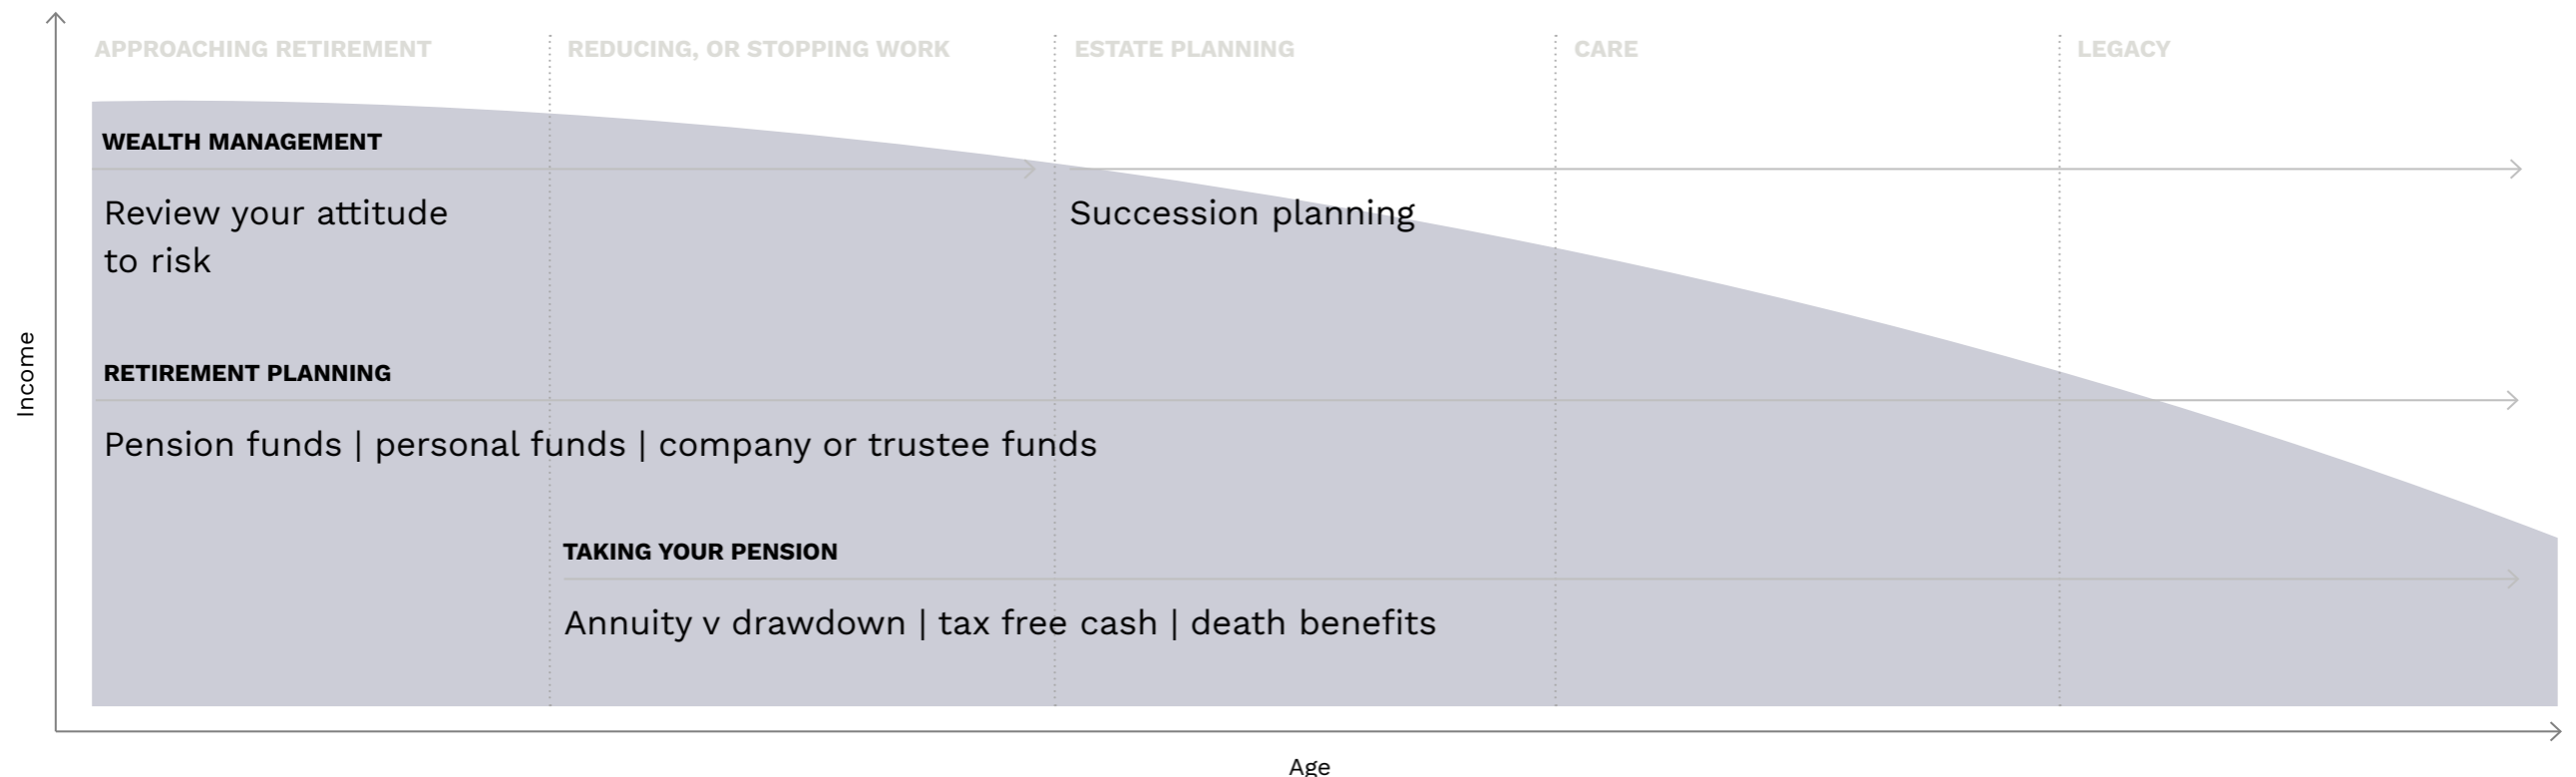 APPROACHING RETIREMENT
REDUCING, OR STOPPING WORK
ESTATE PLANNING
CARE
LEGACY
WEALTH MANAGEMENT
Review your attitude
to risk
Succession planning
Income
RETIREMENT PLANNING
Pension funds | personal funds | company or trustee funds
TAKING YOUR PENSION
Annuity v drawdown | tax free cash | death benefits
Age